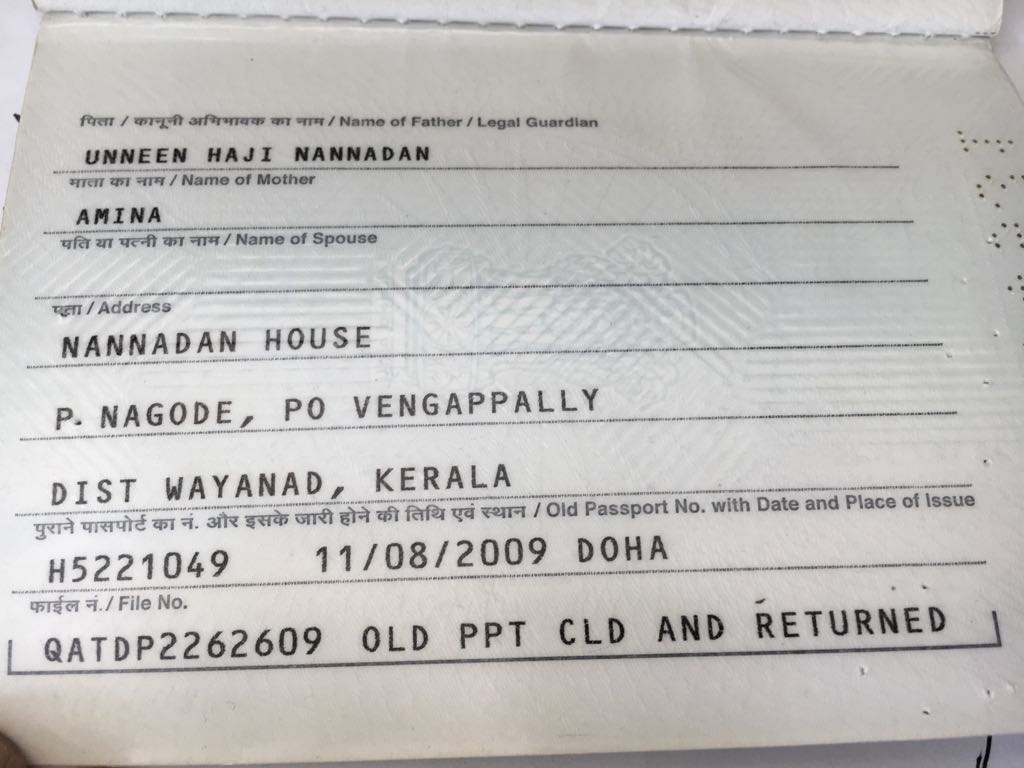 पिता / कानूनी अभिभावक का नाम / Name of Father / Legal Guardian
UNNEEN HAJI NANNADAN
माता का नाम / Name of Mother
AMINA
पति या पत्नी का नाम / Name of Spouse
पता / Address
NANNADAN HOUSE
P. NAGODE, PO VENGAPPALLY
DIST WAYANAD, KERALA
पुराने पासपोर्ट का नं. और इसके जारी होने की तिथि एवं स्थान / Old Passport No. with Date and Place of Issue
H5221049 11/08/2009 DOHA
फाईल नं. / File No.
QATDP2262609 OLD PPT CLD AND RETURNED